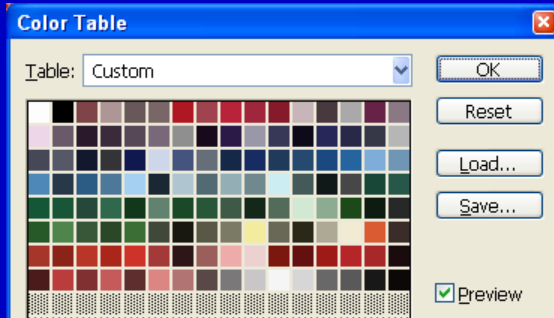 Color Table
Table: Custom
OK
Reset
Load...
Save...
Preview